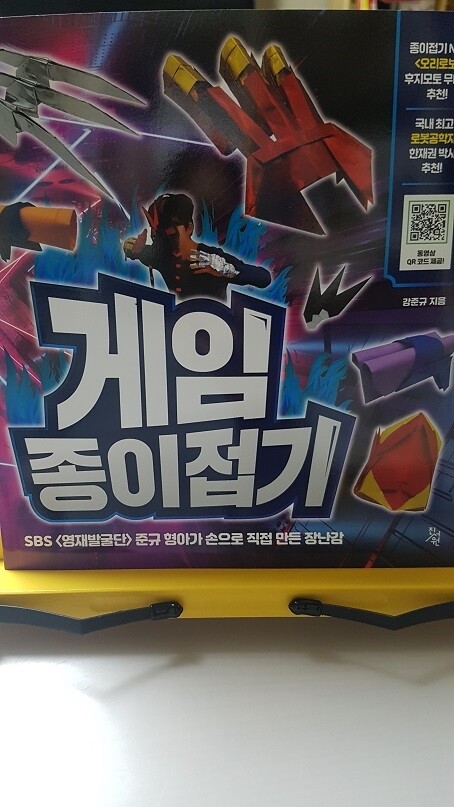 종이접기
<오리로보
후지모토 무
추천!
국내 최고
로봇공학자
한재권 박사
추천!
동영상
QR 코드 제공!
강준규 지음
게임
종이접기
SBS <영재발굴단> 준규 형아가 손으로 직접 만든 장난감
진서원